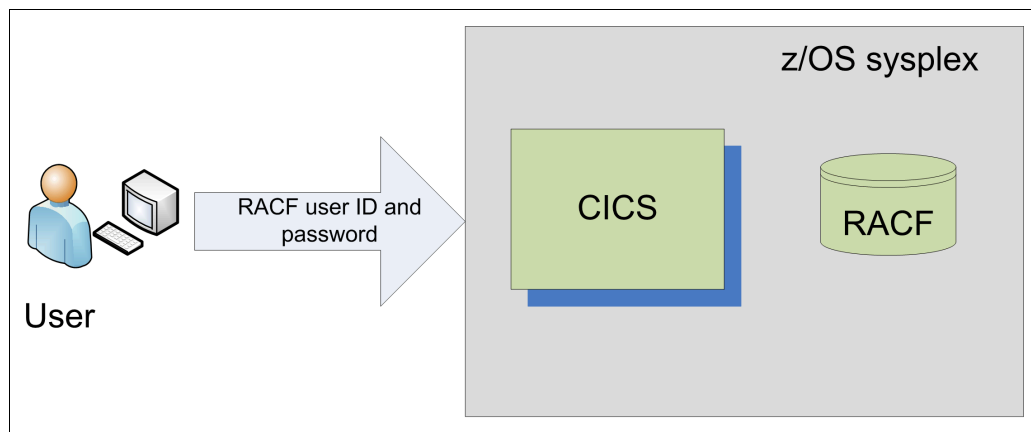 z/OS sysplex
RACF user ID and
password
CICS
RACF
User